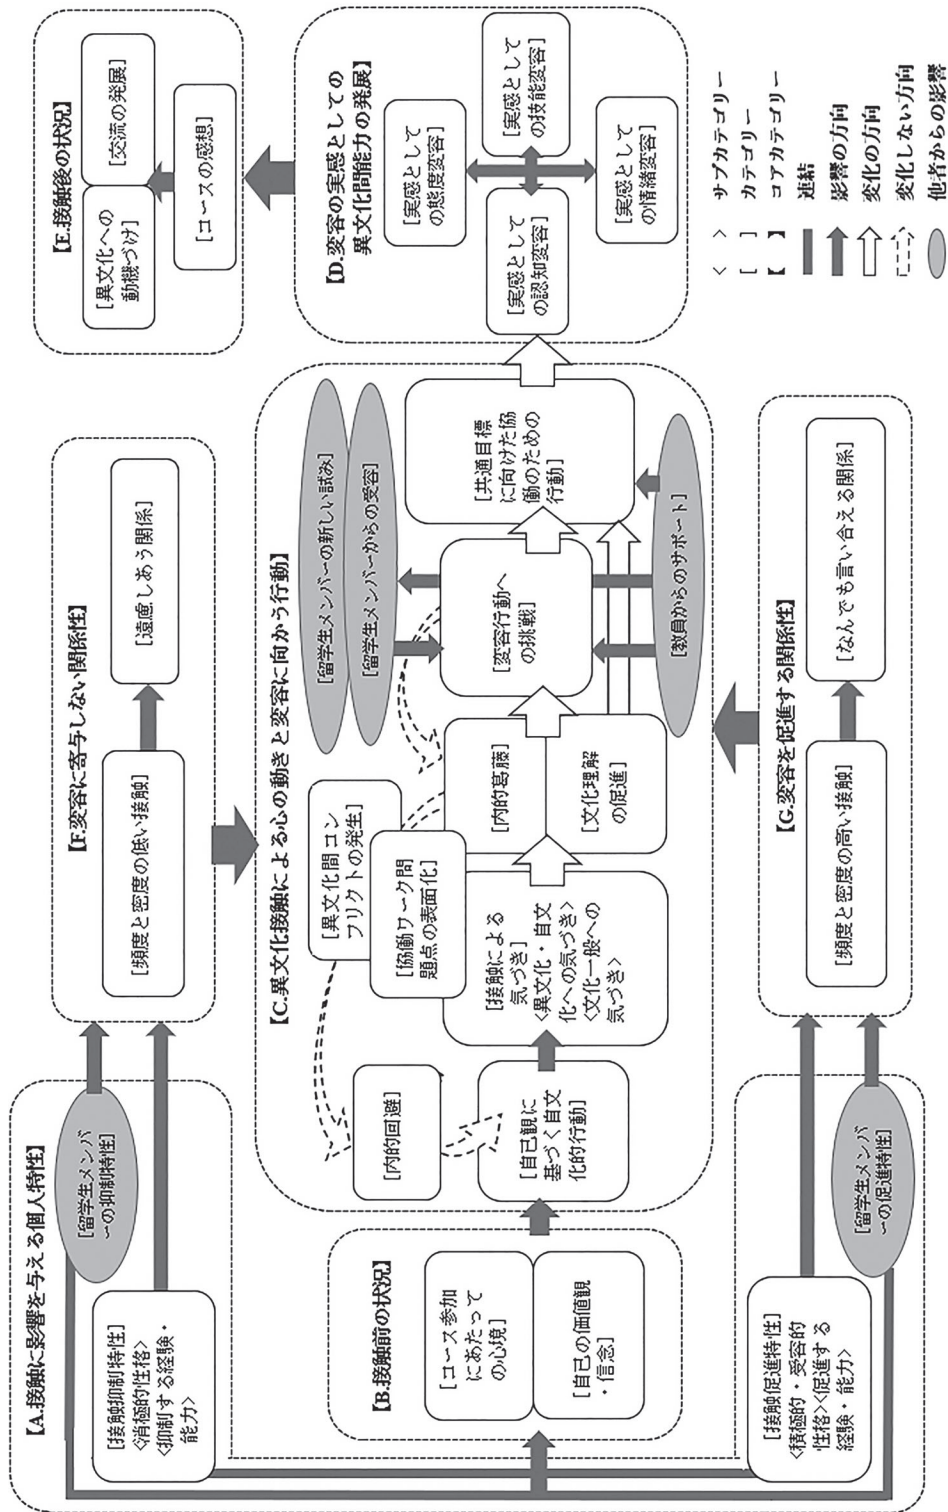 【A.接触に影響を与える個人特性】
[留学生メンバ
ーの抑制特性]
[接触抑制特性]
<消極的性格>
<抑制する経験・
能力>
【B.接触前の状況】
[コース参加
にあたって
の心境]
[自己の価値観
・信念]
[接触促進特性]
<積極的・受容的
性格><促進する
経験・能力>
[留学生メンバ
ーの促進特性]
【F.変容に寄与しない関係性】
[頻度と密度の低い接触]
[遠慮しあう関係]
【C.異文化接触による心の動きと変容に向かう行動】
[内的回避]
[自己観に
基づく自文
化的行動]
[異文化間コン
フリクトの発生]
[協働ワーク問
題点の表面化]
[接触による
気づき]
<異文化・自文
化への気づき>
<文化一般への
気づき>
[内的葛藤]
[文化理解
の促進]
[留学生メンバーの新しい試み]
[留学生メンバーからの受容]
[変容行動へ
の挑戦]
[共通目標
に向けた協
働のための
行動]
[教員からのサポート]
【G.変容を促進する関係性】
[頻度と密度の高い接触]
[なんでも言い合える関係]
【E.接触後の状況】
[異文化への
動機づけ]
[交流の発展]
[コースの感想]
【D.変容の実感としての
異文化間能力の発展】
[実感として
の態度変容]
[実感として
の認知変容]
[実感として
の技能変容]
[実感として
の情緒変容]
< > サブカテゴリー
[ ] カテゴリー
【 】 コアカテゴリー
連結
影響の方向
変化の方向
変化しない方向
他者からの影響